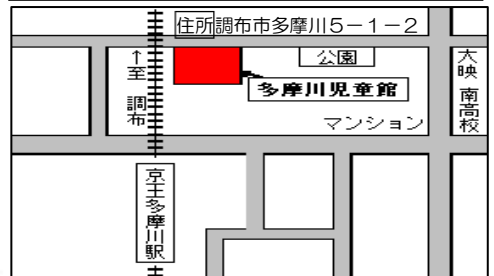 住所調布市多摩川5－1－2
↑至 調布
公園
多摩川児童館
マンション
大映 南高校
京王多摩川駅